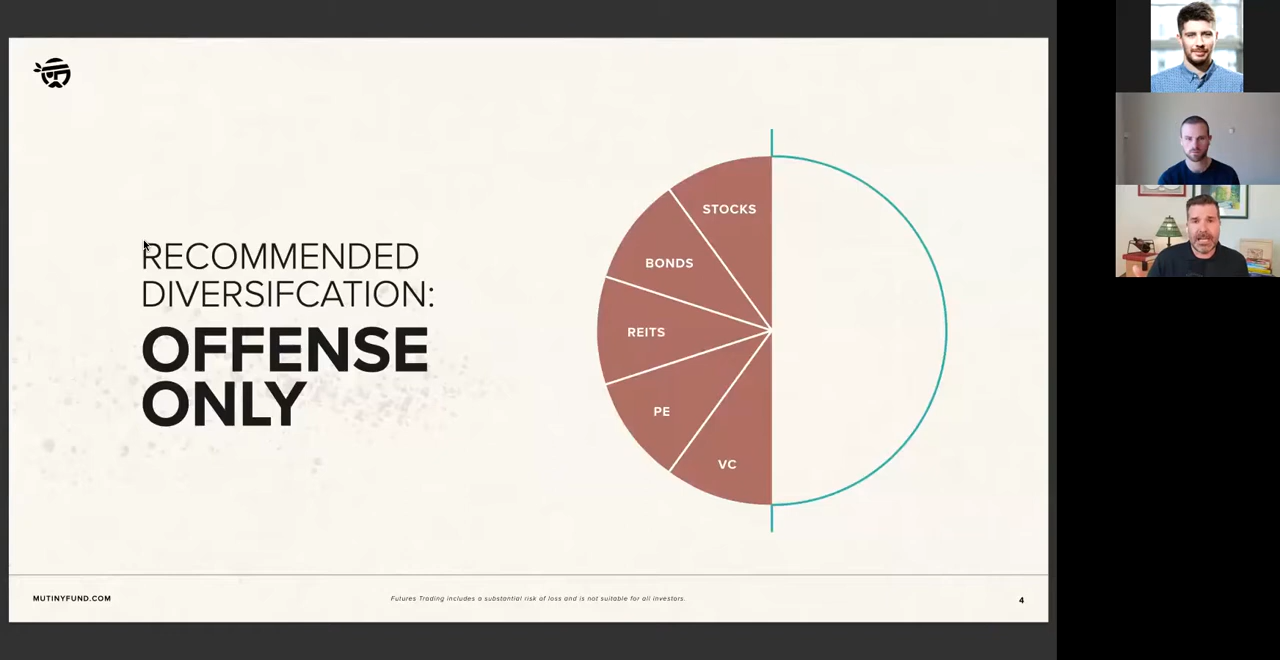 RECOMMENDED
DIVERSIFCATION:
OFFENSE
ONLY
STOCKS
BONDS
REITS
PE
VC
MUTINYFUND.COM
Futures Trading includes a substantial risk of loss and is not suitable for all investors.
4